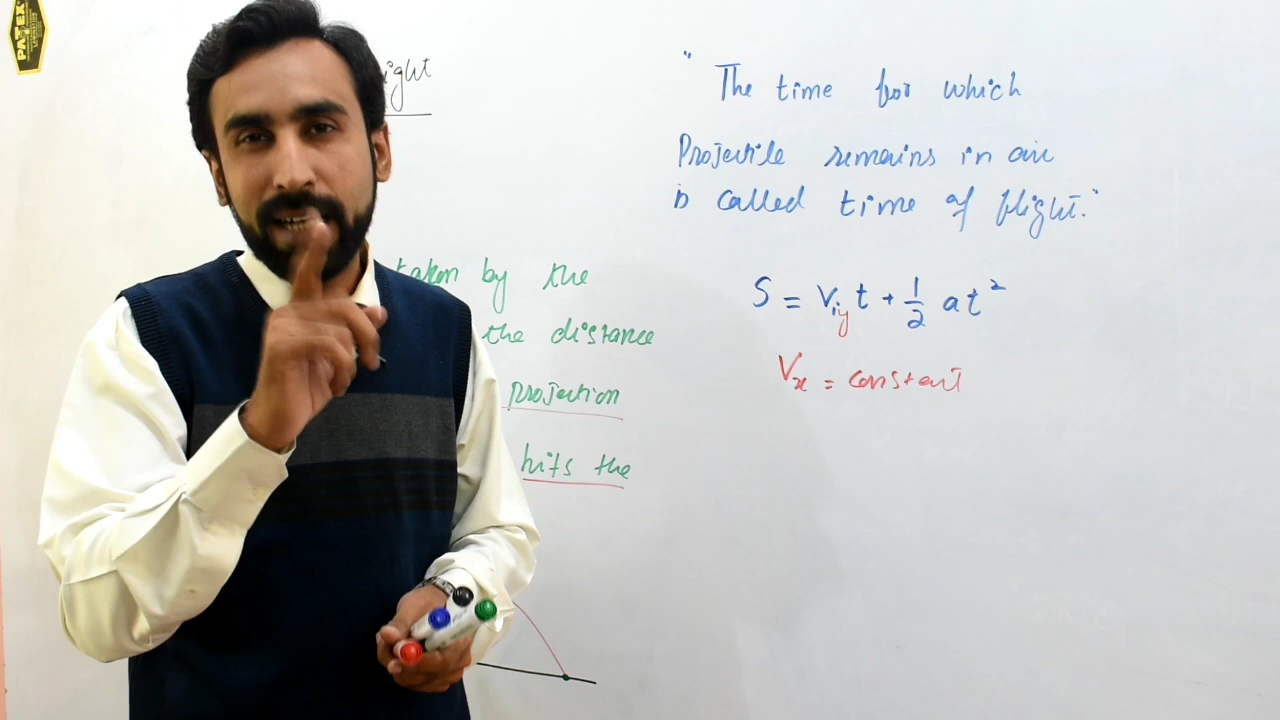 PATEX
ight
taken by the
the distance
projection
hits the
" The time for which
Projectile remains in air
is called time of flight."
S = Viy t + 1/2 at²
Vx = constant